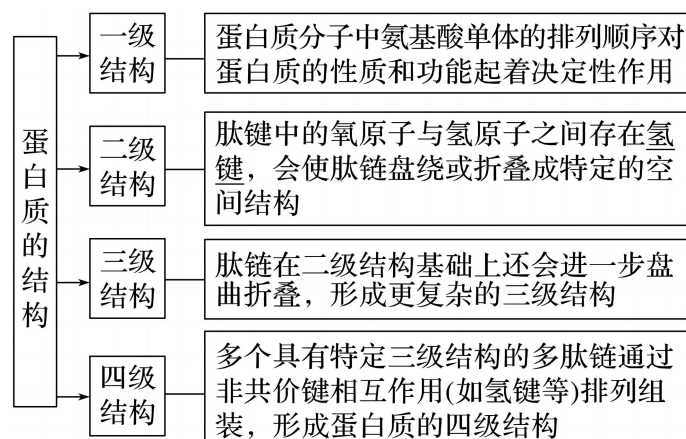 蛋白质的结构
一级
结构
蛋白质分子中氨基酸单体的排列顺序对
蛋白质的性质和功能起着决定性作用
二级
结构
肽键中的氧原子与氢原子之间存在氢
键，会使肽链盘绕或折叠成特定的空
间结构
三级
结构
肽链在二级结构基础上还会进一步盘
曲折叠，形成更复杂的三级结构
四级
结构
多个具有特定三级结构的多肽链通过
非共价键相互作用(如氢键等)排列组
装，形成蛋白质的四级结构